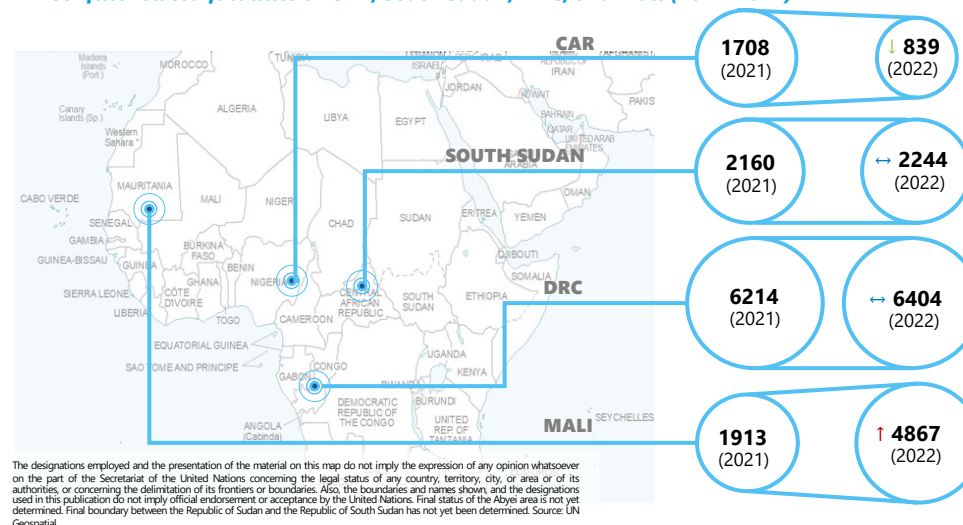 CAR
1708
(2021)
↓ 839
(2022)
SOUTH SUDAN
2160
(2021)
↔ 2244
(2022)
DRC
6214
(2021)
↔ 6404
(2022)
MALI
1913
(2021)
↑ 4867
(2022)
Madeira
Islands
(Port.)
MOROCCO
TUNISIA
ISRAEL
JORDAN
IRAN
KUWAIT
BAHRAIN
QATAR
UNITED ARAB
EMIRATES
Canary
Islands (Sp.)
ALGERIA
LIBYA
EGYPT
Western
Sahara
OMAN
YEMEN
CABO VERDE
MAURITANIA
MALI
NIGER
CHAD
SUDAN
ERITREA
SENEGAL
GAMBIA
GUINEA-BISSAU
GUINEA
BURKINA
FASO
BENIN
NIGERIA
DJIBOUTI
SOMALIA
SIERRA LEONE
LIBERIA
CÔTE
D'IVOIRE
GHANA
TOGO
CAMEROON
CENTRAL
AFRICAN
REPUBLIC
SOUTH
SUDAN
ETHIOPIA
EQUATORIAL GUINEA
SAO TOME AND PRINCIPE
GABON
CONGO
UGANDA
KENYA
RWANDA
BURUNDI
DEMOCRATIC
REPUBLIC OF
THE CONGO
UNITED
REP. OF
TANZANIA
ANGOLA
(Cabinda)
SEYCHELLES
The designations employed and the presentation of the material on this map do not imply the expression of any opinion whatsoever
on the part of the Secretariat of the United Nations concerning the legal status of any country, territory, city, or area or of its
authorities, or concerning the delimitation of its frontiers or boundaries. Also, the boundaries and names shown, and the designations
used in this publication do not imply official endorsement or acceptance by the United Nations. Final status of the Abyei area is not yet
determined. Final boundary between the Republic of Sudan and the Republic of South Sudan has not yet been determined. Source: UN
Geospatial